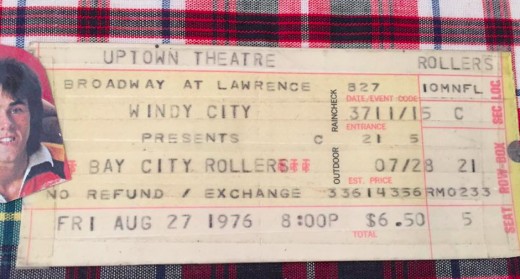 UPTOWN THEATRE ROLLERS
BROADWAY AT LAWRENCE 827 10MNFL
DATE/EVENT CODE
WINDY CITY 3711/15 C
ENTRANCE
PRESENTS C 21 5
BAY CITY ROLLERS 07/28 21
EST. PRICE
NO REFUND / EXCHANGE 33614356 RM0233
FRI AUG 27 1976 8:00P $6.50 5
TOTAL
OUTDOOR RAINCHECK
SEAT ROW-BOX SEC LOC